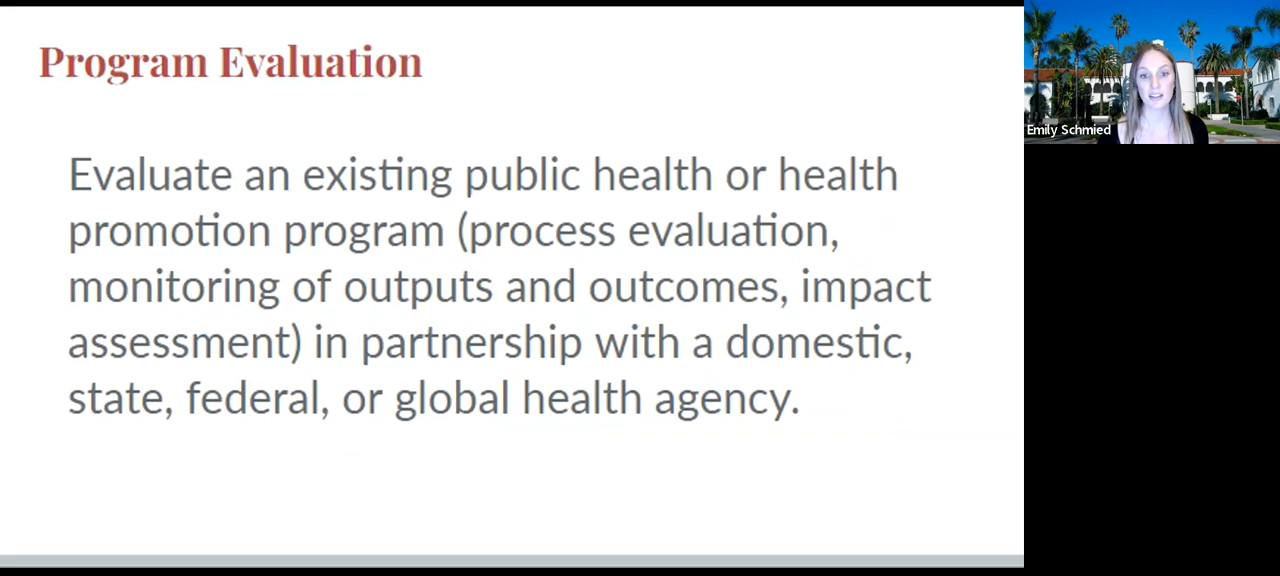 Program Evaluation
Evaluate an existing public health or health
promotion program (process evaluation,
monitoring of outputs and outcomes, impact
assessment) in partnership with a domestic,
state, federal, or global health agency.
Emily Schmied